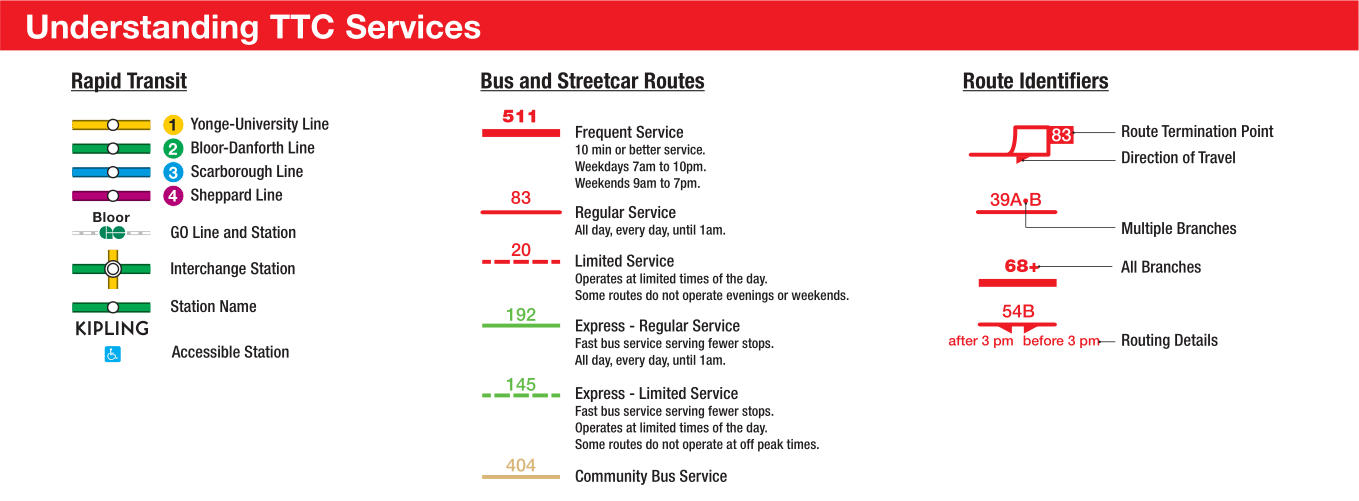 Understanding TTC Services
Rapid Transit
1 Yonge-University Line
2 Bloor-Danforth Line
3 Scarborough Line
4 Sheppard Line
Bloor
GO GO Line and Station
Interchange Station
Station Name
KIPLING
Accessible Station
Bus and Streetcar Routes
511
Frequent Service
10 min or better service.
Weekdays 7am to 10pm.
Weekends 9am to 7pm.
83
Regular Service
All day, every day, until 1am.
20
Limited Service
Operates at limited times of the day.
Some routes do not operate evenings or weekends.
192
Express - Regular Service
Fast bus service serving fewer stops.
All day, every day, until 1am.
145
Express - Limited Service
Fast bus service serving fewer stops.
Operates at limited times of the day.
Some routes do not operate at off peak times.
404
Community Bus Service
Route Identifiers
83 Route Termination Point
Direction of Travel
39A•B
Multiple Branches
68+ All Branches
54B
after 3 pm before 3 pm Routing Details